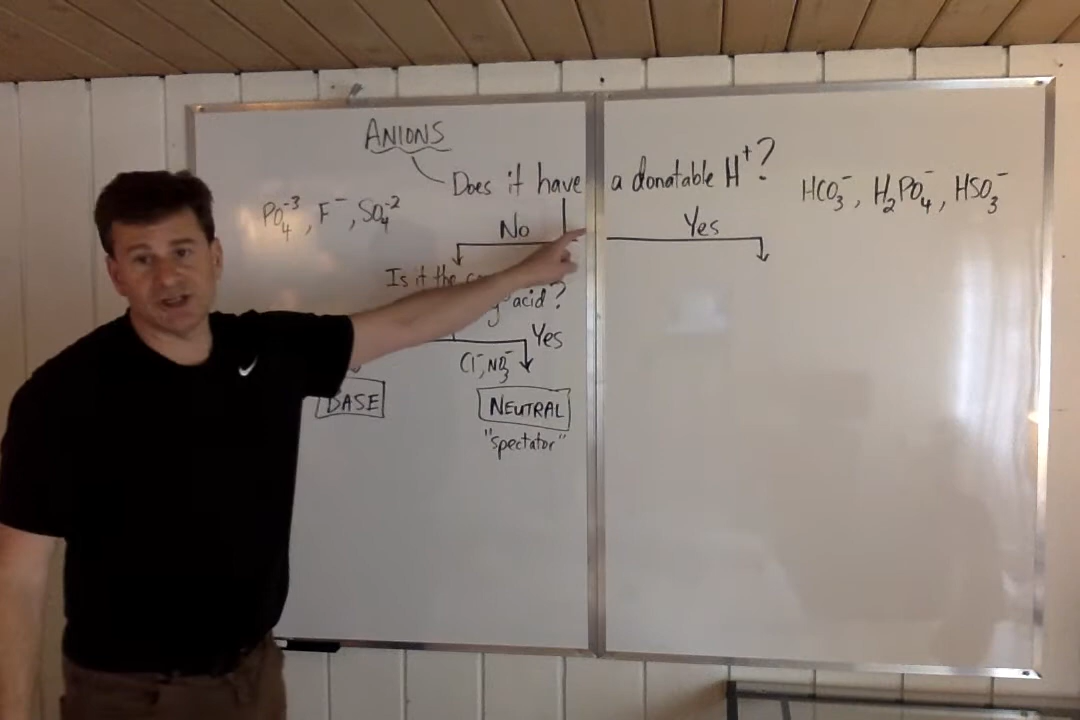 ANIONS
Does it have a donatable H⁺?
PO₄⁻³, F⁻, SO₄⁻²
HCO₃⁻, H₂PO₄⁻, HSO₃⁻
No
Yes
Is it the
acid?
Yes
Cl⁻, NO₃⁻
BASE
NEUTRAL
"spectator"